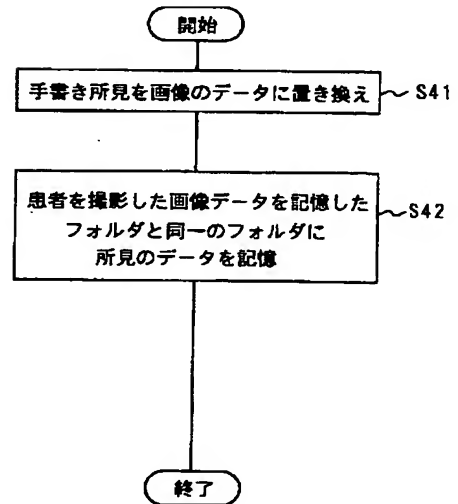 開始
手書き所見を画像のデータに置き換え
S41
患者を撮影した画像データを記憶した
フォルダと同一のフォルダに
所見のデータを記憶
S42
終了